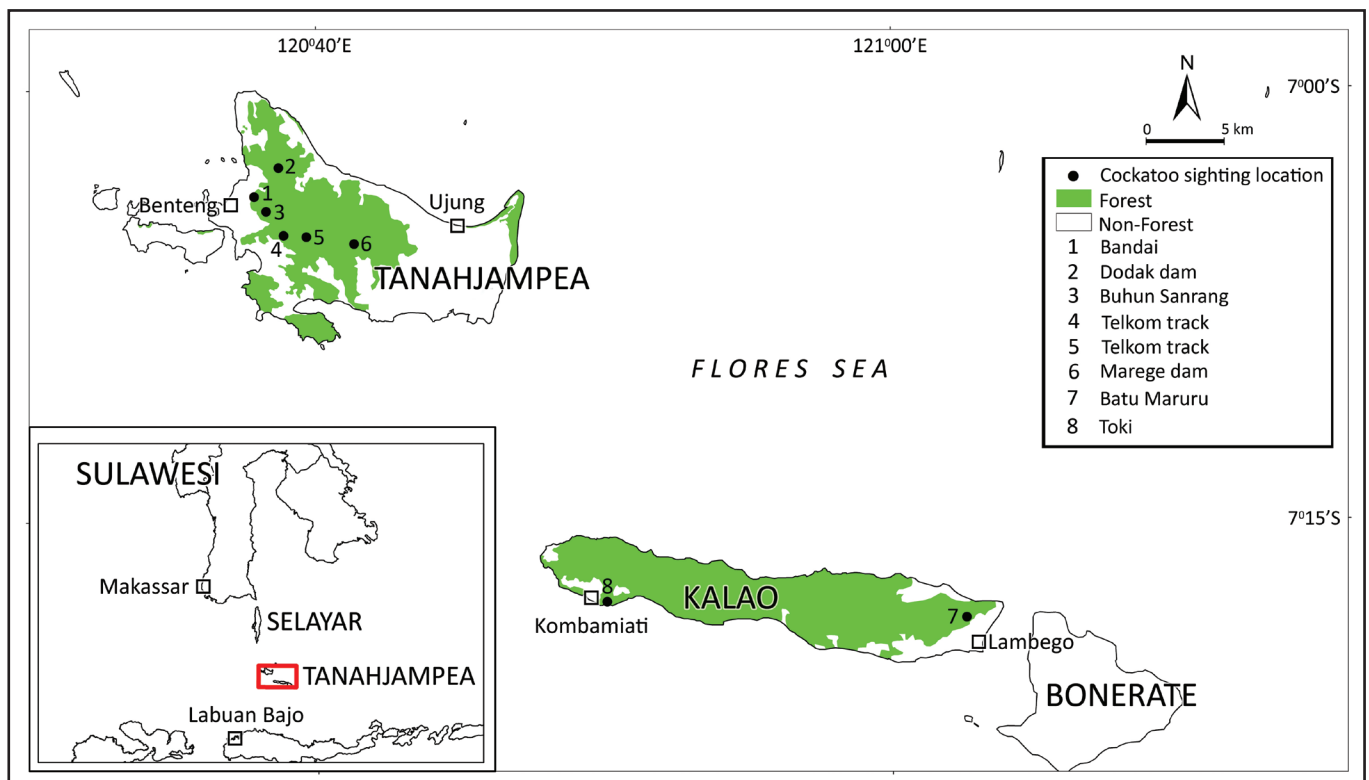 120⁰40'E
121⁰00'E
N
7⁰00'S
0 5 km
Cockatoo sighting location
Forest
Non-Forest
1 Bandai
2 Dodak dam
3 Buhun Sanrang
4 Telkom track
5 Telkom track
6 Marege dam
7 Batu Maruru
8 Toki
2
1
Benteng
3
Ujung
4
5
6
TANAHJAMPEA
FLORES SEA
7⁰15'S
8
KALAO
Kombamiati
7
Lambego
BONERATE
SULAWESI
Makassar
SELAYAR
TANAHJAMPEA
Labuan Bajo